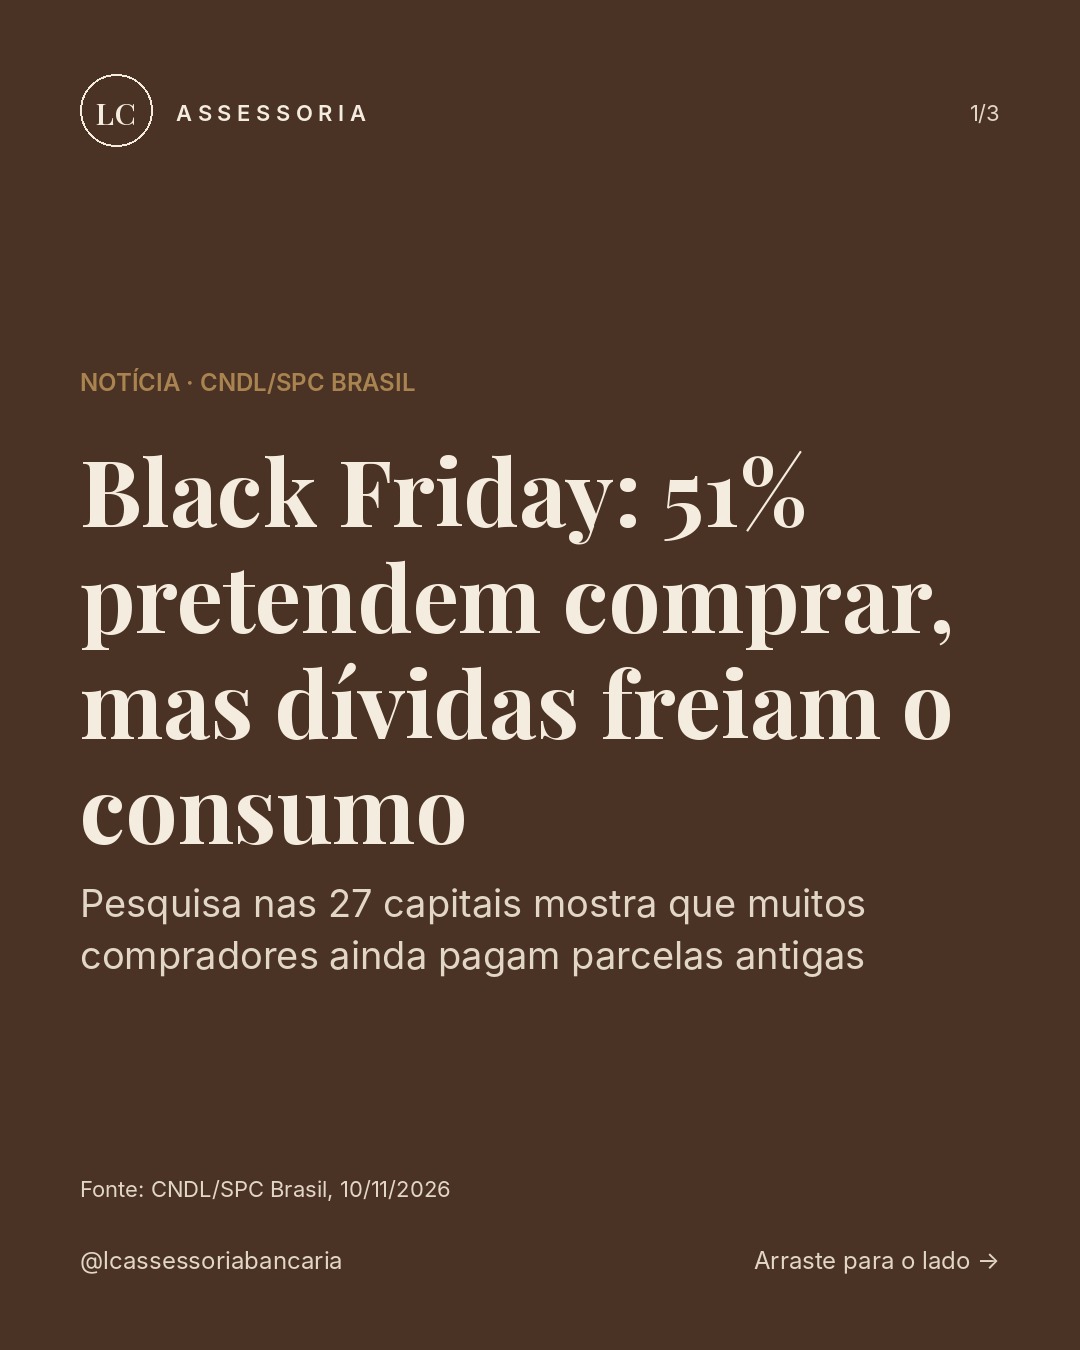 LC ASSESSORIA
1/3
NOTÍCIA · CNDL/SPC BRASIL
Black Friday: 51%
pretendem comprar,
mas dívidas freiam o
consumo
Pesquisa nas 27 capitais mostra que muitos
compradores ainda pagam parcelas antigas
Fonte: CNDL/SPC Brasil, 10/11/2026
@lcassessoriabancaria
Arraste para o lado →